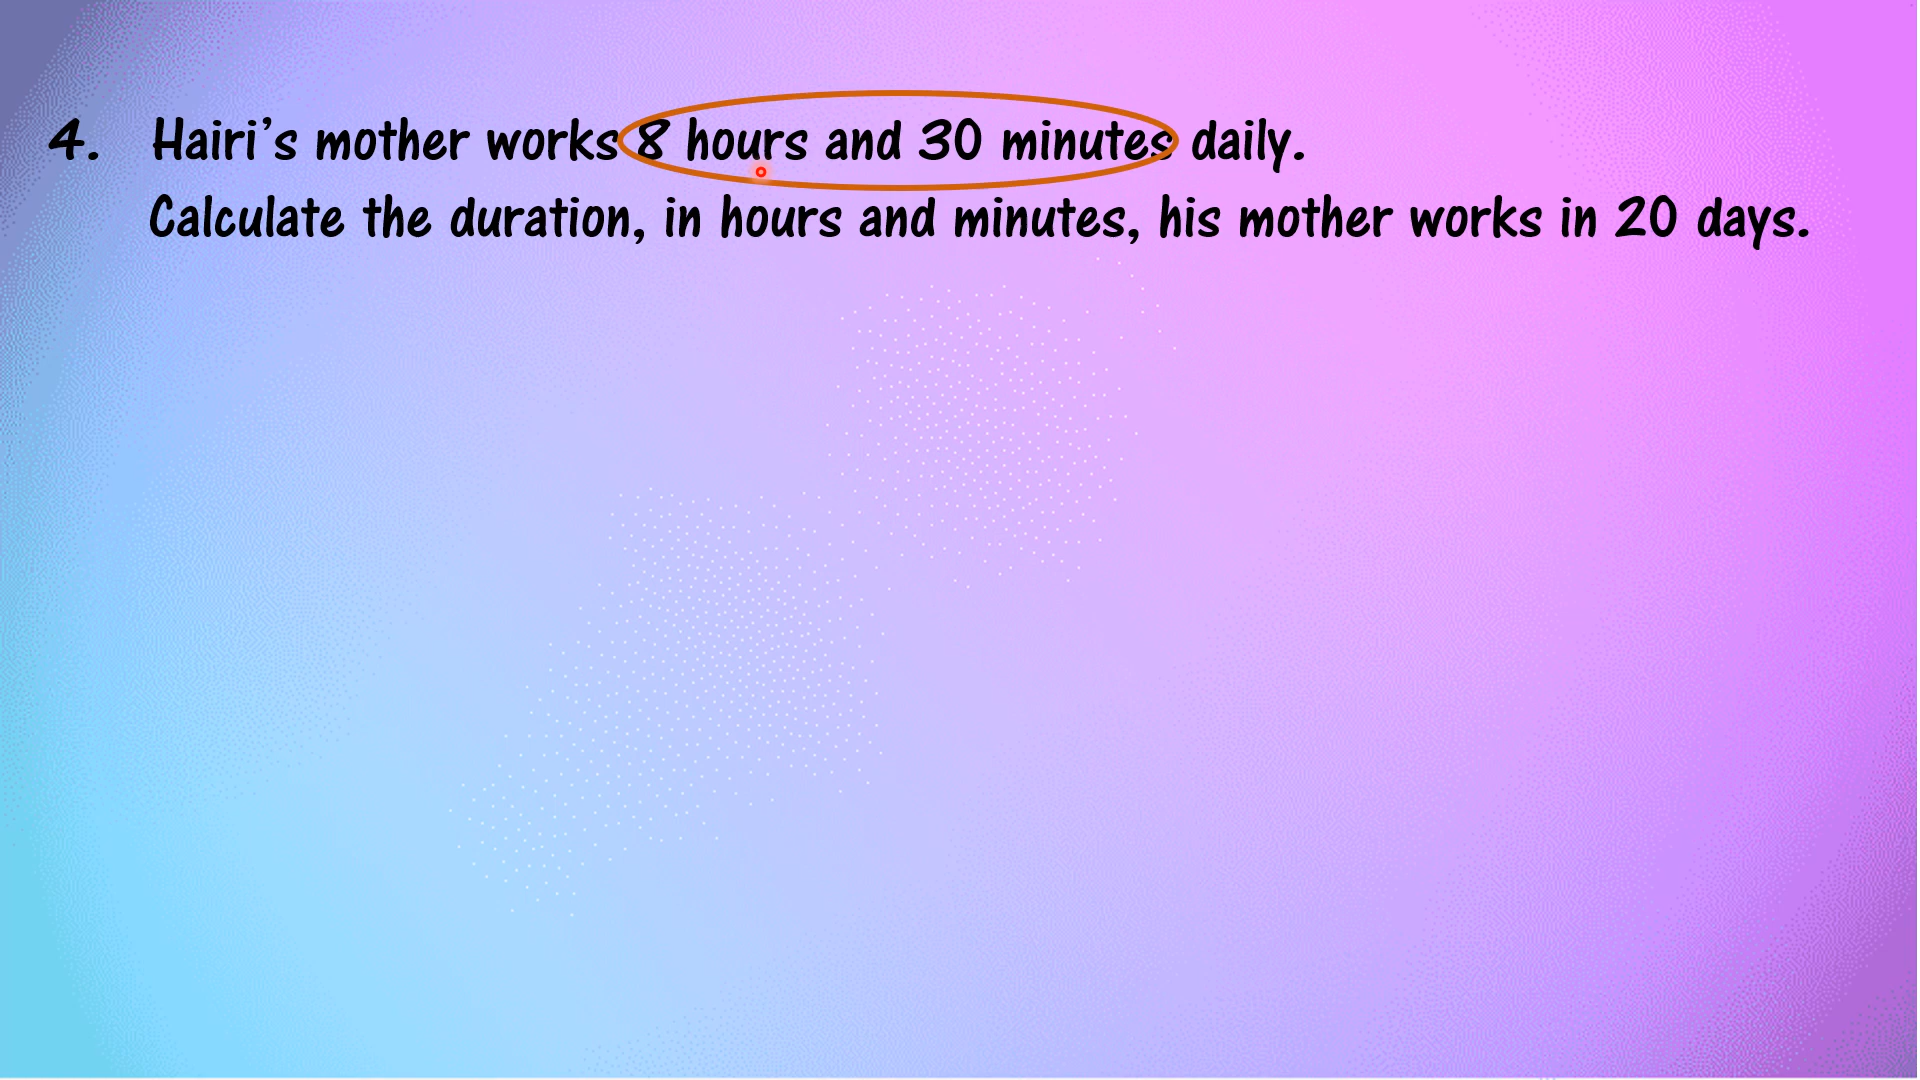 4. Hairi’s mother works 8 hours and 30 minutes daily.
Calculate the duration, in hours and minutes, his mother works in 20 days.